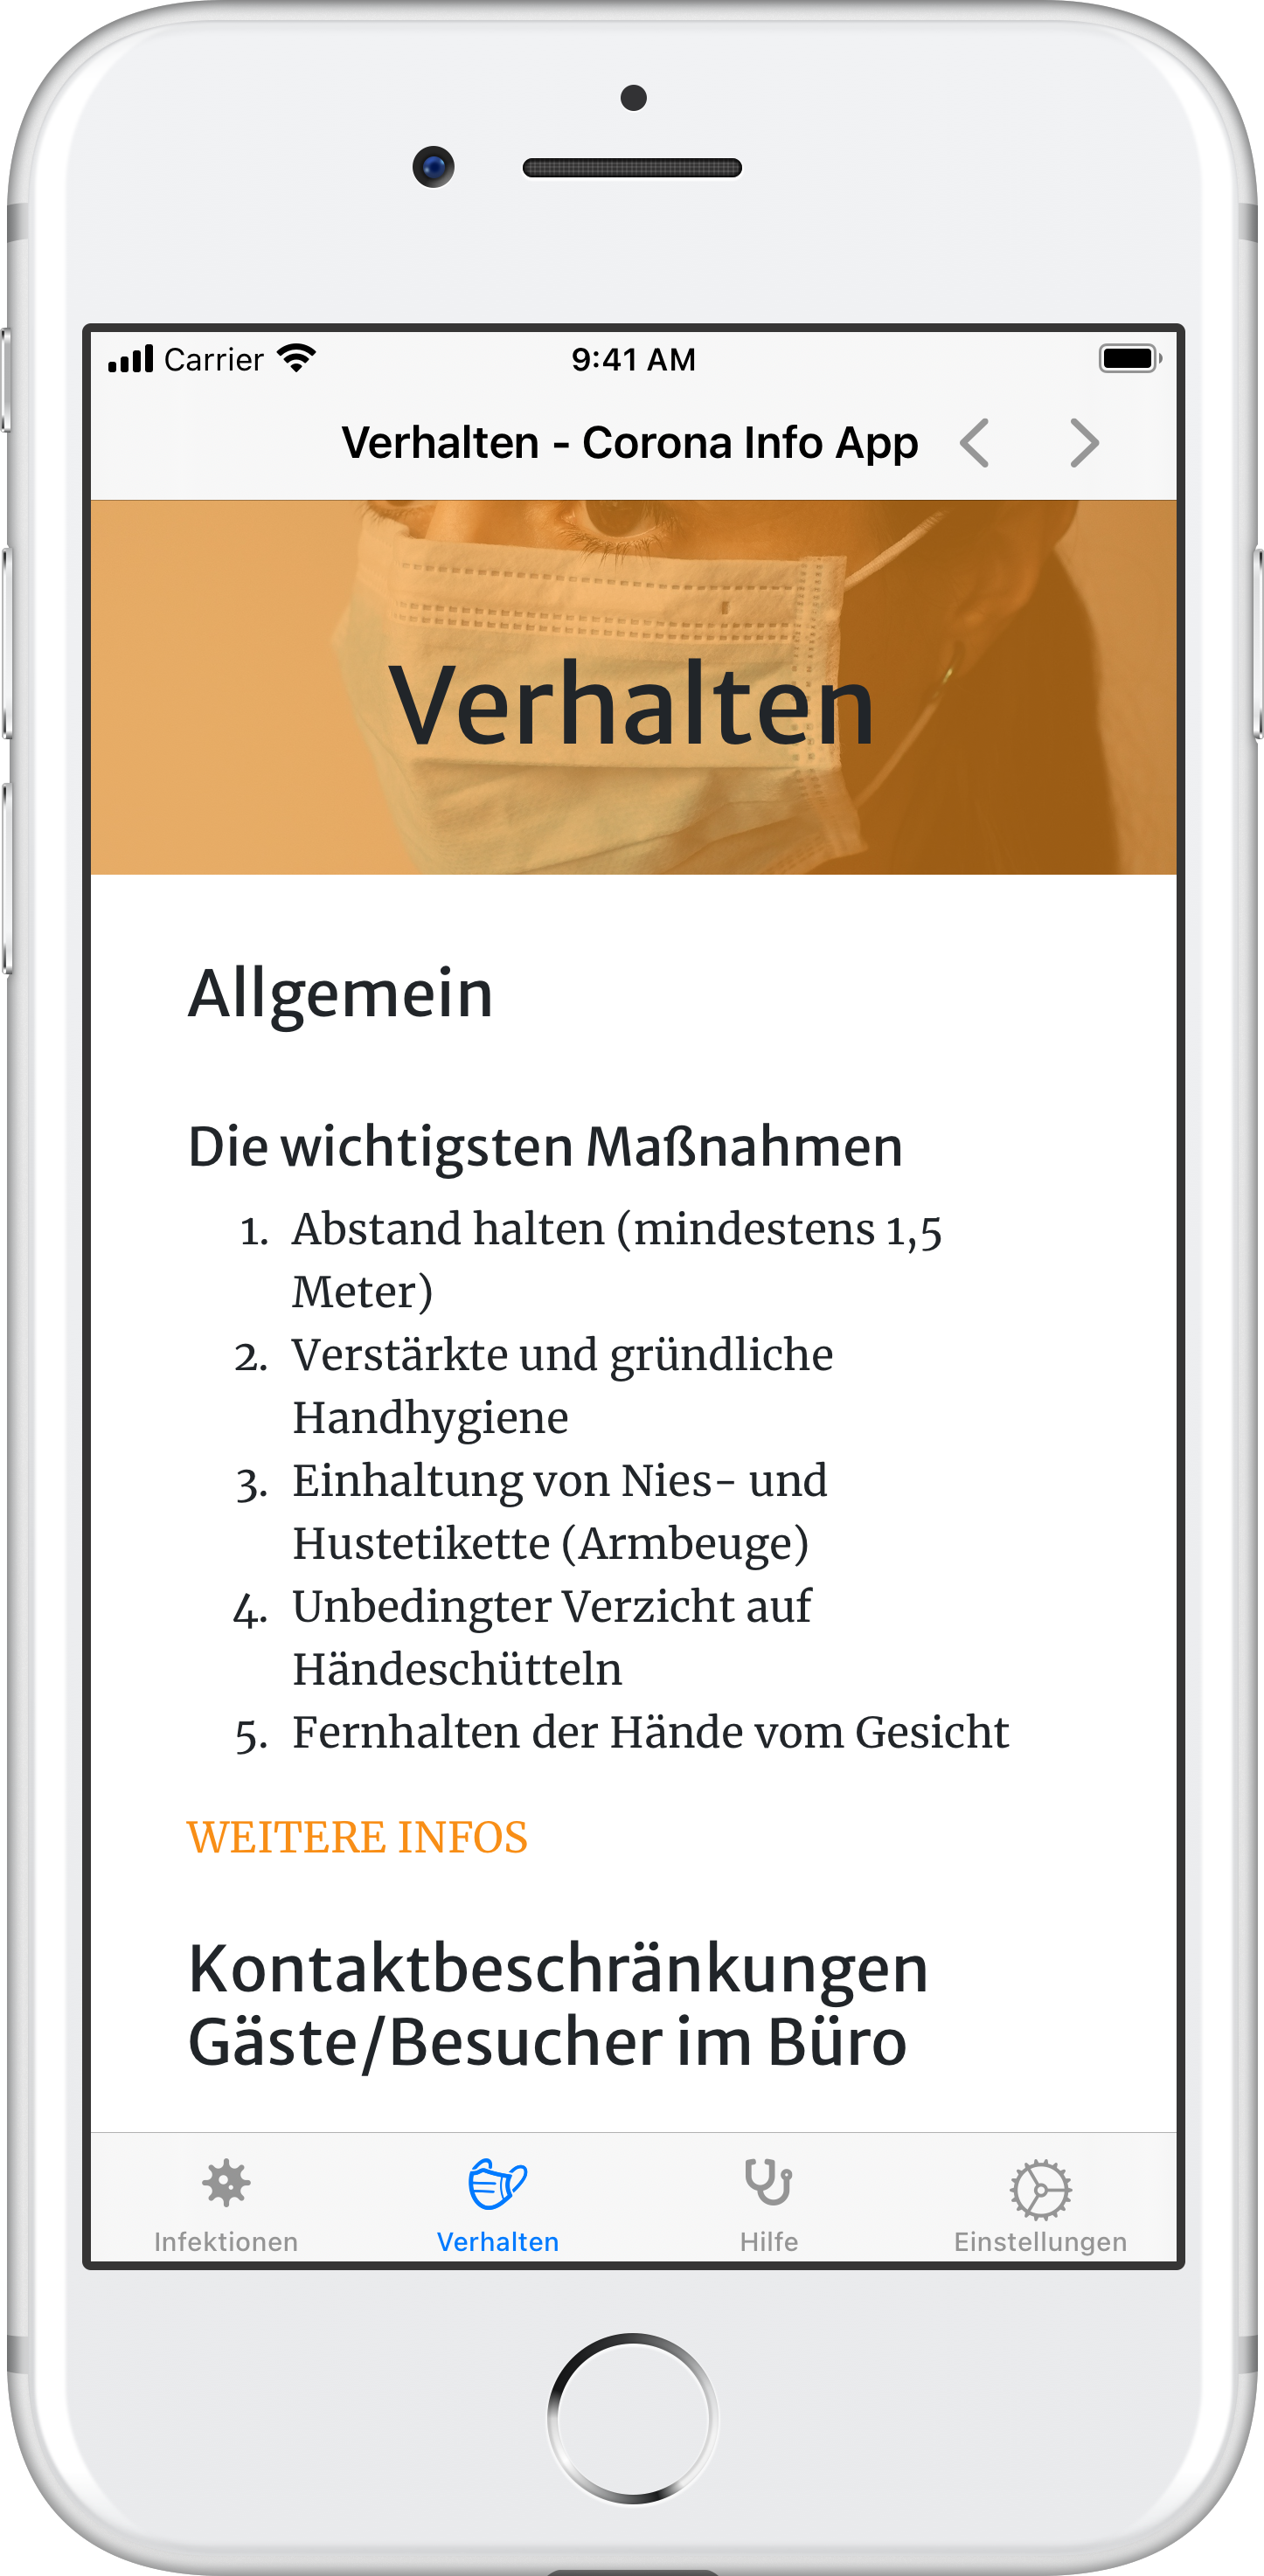 Carrier
9:41 AM
Verhalten - Corona Info App
Verhalten
Allgemein
Die wichtigsten Maßnahmen
1. Abstand halten (mindestens 1,5
Meter)
2. Verstärkte und gründliche
Handhygiene
3. Einhaltung von Nies- und
Hustetikette (Armbeuge)
4. Unbedingter Verzicht auf
Händeschütteln
5. Fernhalten der Hände vom Gesicht
WEITERE INFOS
Kontaktbeschränkungen
Gäste/Besucher im Büro
Infektionen
Verhalten
Hilfe
Einstellungen